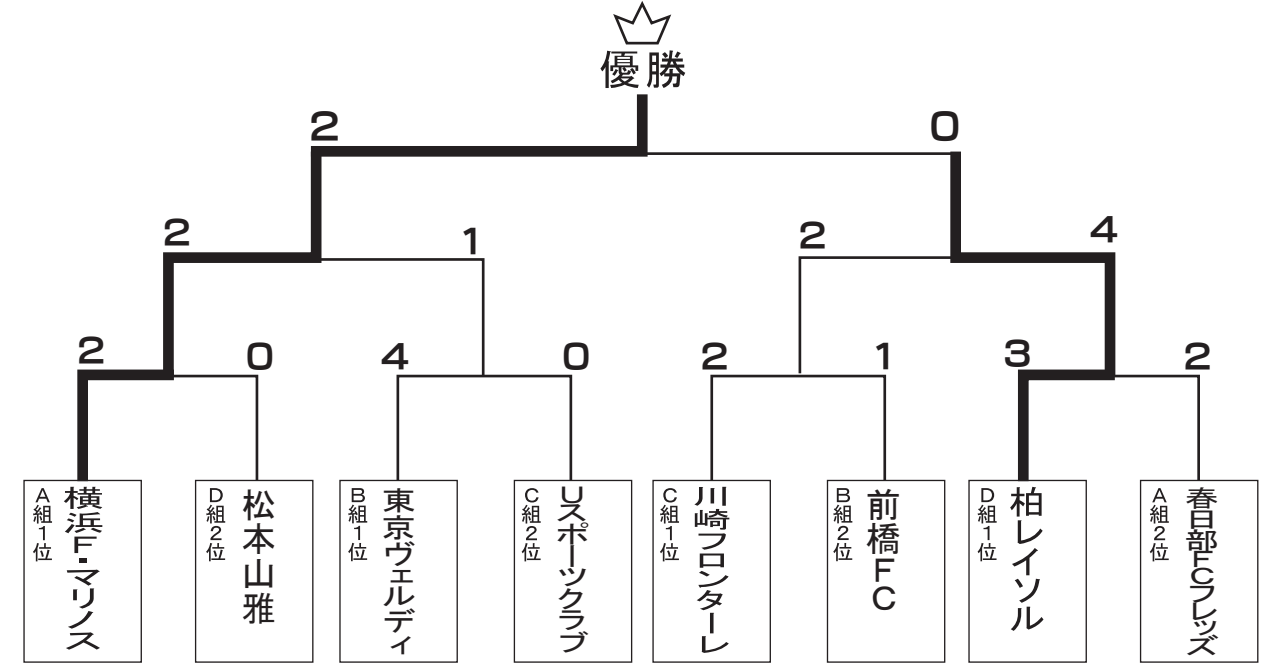 優勝
2
0
2
1
2
4
2
0
4
0
2
1
3
2
A組1位
横浜F・マリノス
D組2位
松本山雅
B組1位
東京ヴェルディ
C組2位
Uスポーツクラブ
C組1位
川崎フロンターレ
B組2位
前橋FC
D組1位
柏レイソル
A組2位
春日部FCフレッズ